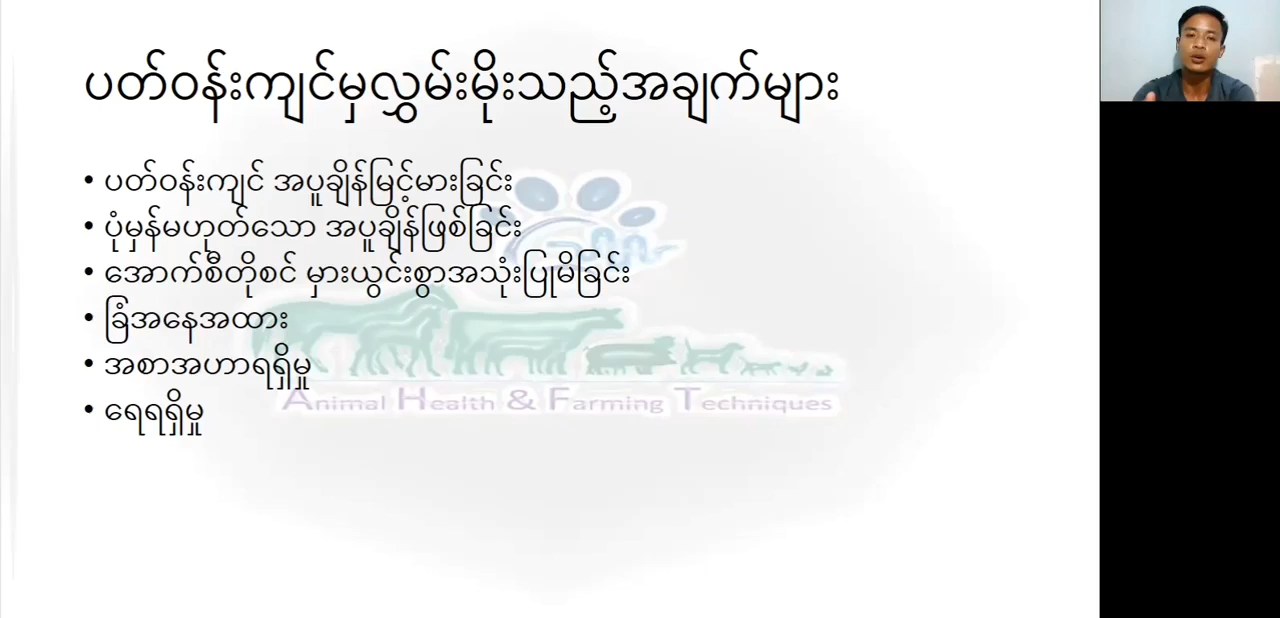 ပတ်ဝန်းကျင်မှလွှမ်းမိုးသည့်အချက်များ
• ပတ်ဝန်းကျင် အပူချိန်မြင့်မားခြင်း
• ပုံမှန်မဟုတ်သော အပူချိန်ဖြစ်ခြင်း
• အောက်စီတိုစင် မှားယွင်းစွာအသုံးပြုမိခြင်း
• ခြံအနေအထား
• အစာအဟာရရှိမှု
• ရေရရှိမှု
Animal Health & Farming Techniques